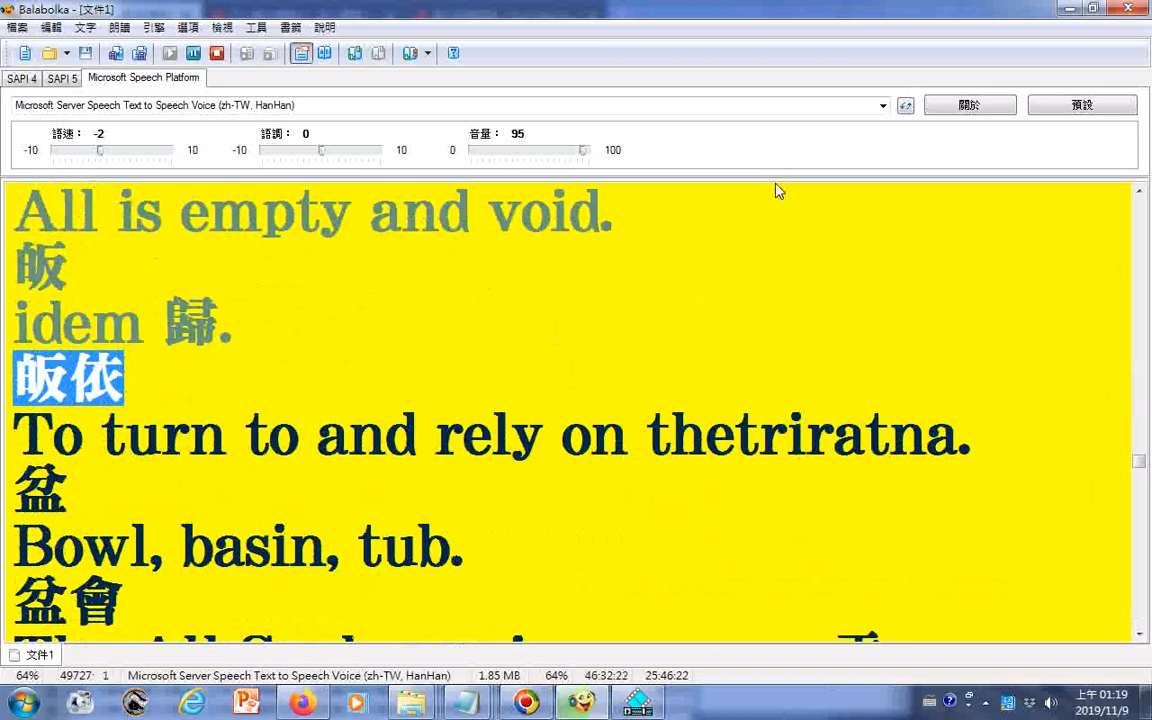 Balabolka - [文件1]
檔案 編輯 文字 朗讀 引擎 選項 檢視 工具 書籤 說明
SAPI 4 SAPI 5 Microsoft Speech Platform
Microsoft Server Speech Text to Speech Voice (zh-TW, HanHan) 關於 預設
語速： -2 語調： 0 音量： 95
-10 10 -10 10 0 100
All is empty and void.
皈
idem 歸.
皈依
To turn to and rely on thetriratna.
盆
Bowl, basin, tub.
盆會
文件1
64% 49727: 1 Microsoft Server Speech Text to Speech Voice (zh-TW, HanHan) 1.85 MB 64% 46:32:22 25:46:22
上午 01:19
2019/11/9